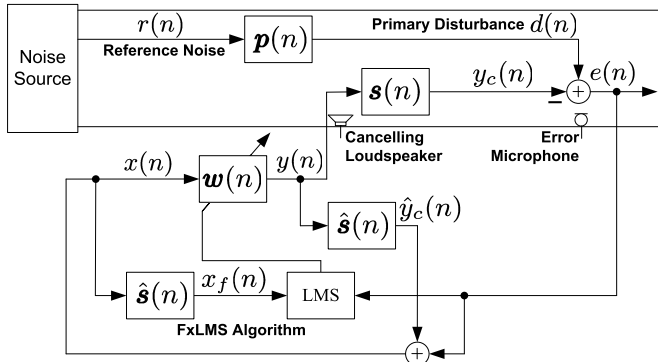 Noise
Source
r(n)
Reference Noise
p(n)
Primary Disturbance d(n)
s(n)
y_c(n)
+
−
e(n)
Cancelling
Loudspeaker
Error
Microphone
x(n)
w(n)
y(n)
ŝ(n)
ŷ_c(n)
ŝ(n)
x_f(n)
LMS
FxLMS Algorithm
+